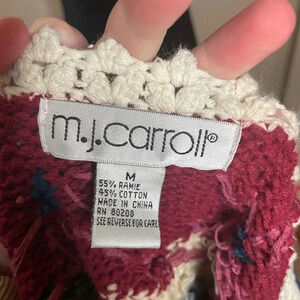 m.j.carroll®
M
55% RAMIE
45% COTTON
MADE IN CHINA
RN 80208
SEE REVERSE FOR CARE